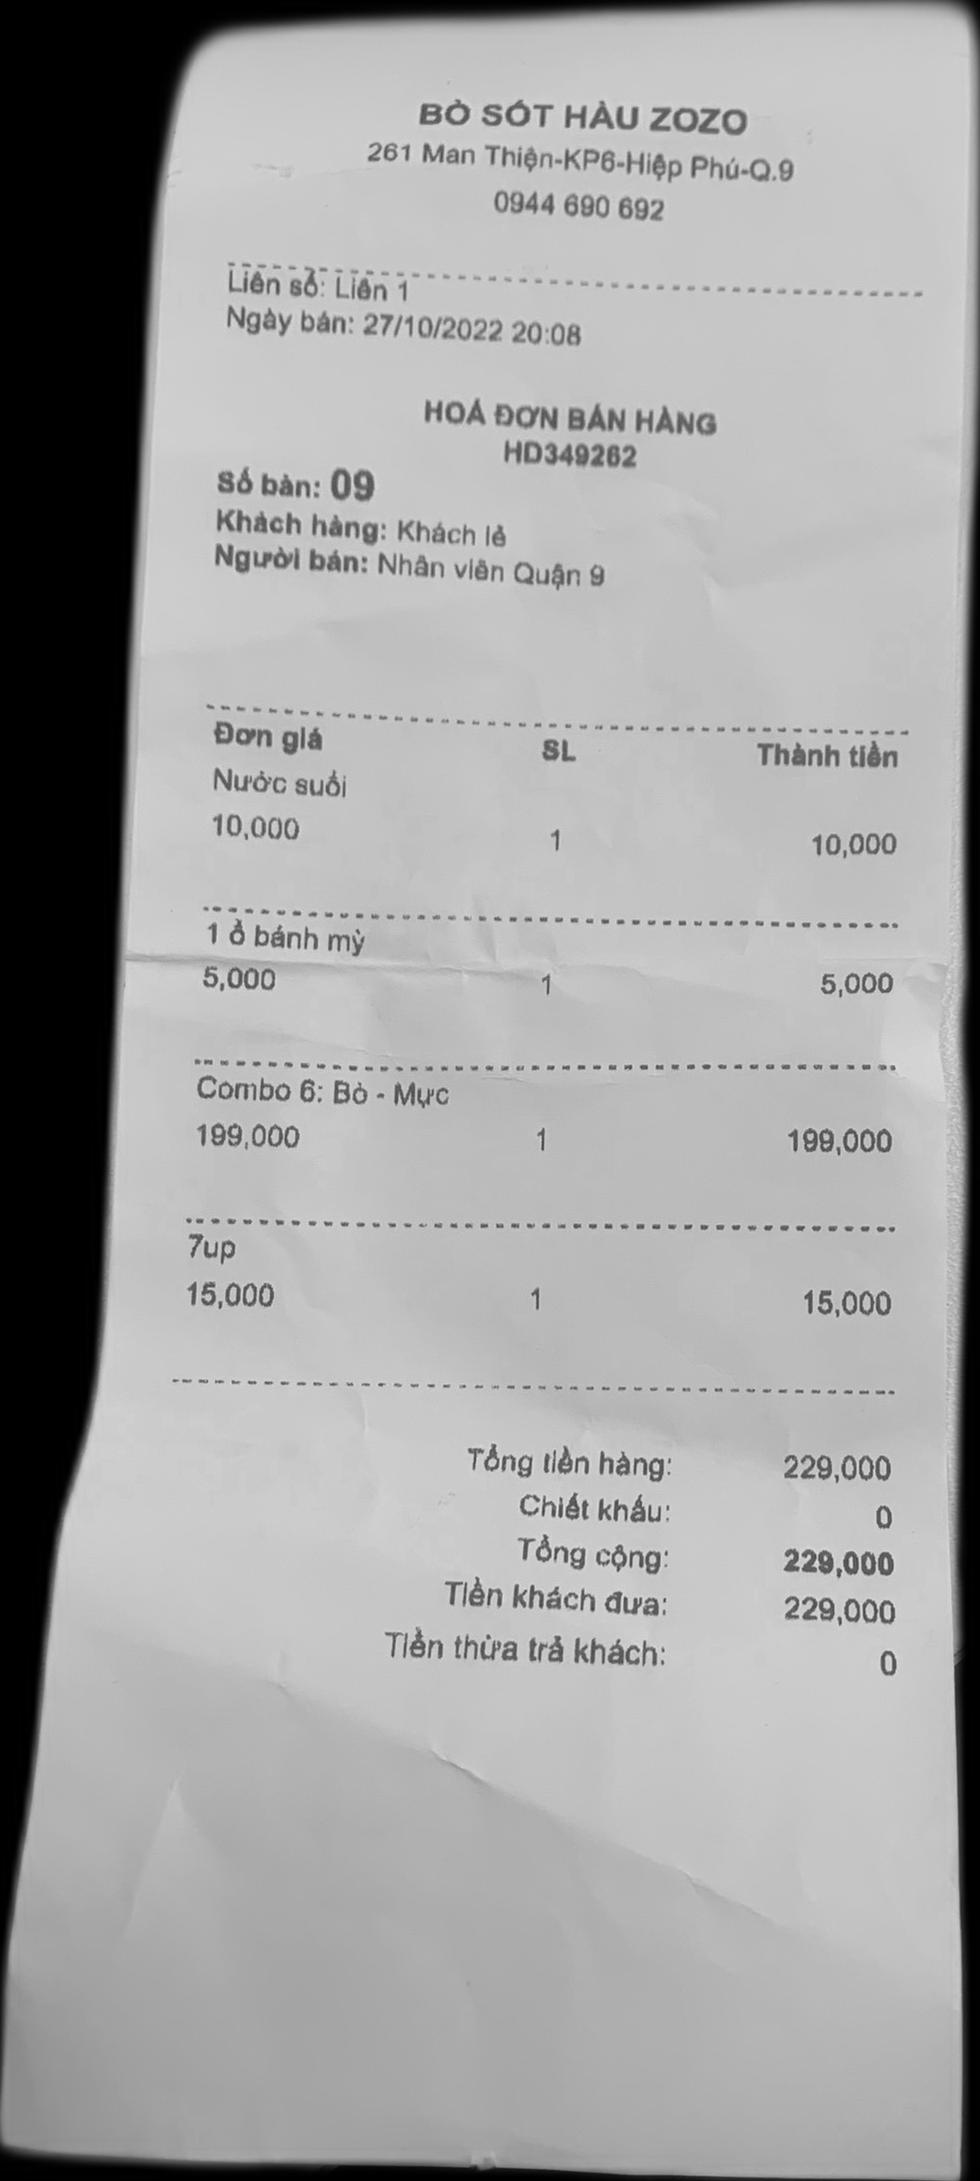 BÒ SÓT HÀU ZOZO
261 Man Thiện-KP6-Hiệp Phú-Q.9
0944 690 692
Liên số: Liên 1
Ngày bán: 27/10/2022 20:08
HOÁ ĐƠN BÁN HÀNG
HD349262
Số bàn: 09
Khách hàng: Khách lẻ
Người bán: Nhân viên Quận 9
Đơn giá SL Thành tiền
Nước suối
10,000 1 10,000
1 ổ bánh mỳ
5,000 1 5,000
Combo 6: Bò - Mực
199,000 1 199,000
7up
15,000 1 15,000
Tổng tiền hàng: 229,000
Chiết khấu: 0
Tổng cộng: 229,000
Tiền khách đưa: 229,000
Tiền thừa trả khách: 0